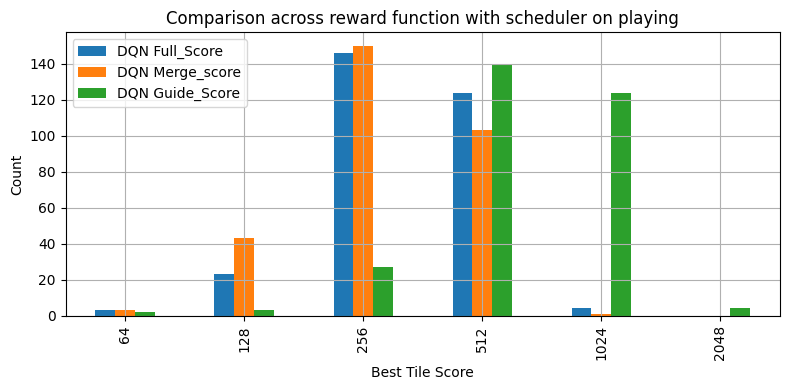 Comparison across reward function with scheduler on playing
DQN Full_Score
DQN Merge_score
DQN Guide_Score
140
120
100
80
60
40
20
0
Count
64
128
256
512
1024
2048
Best Tile Score